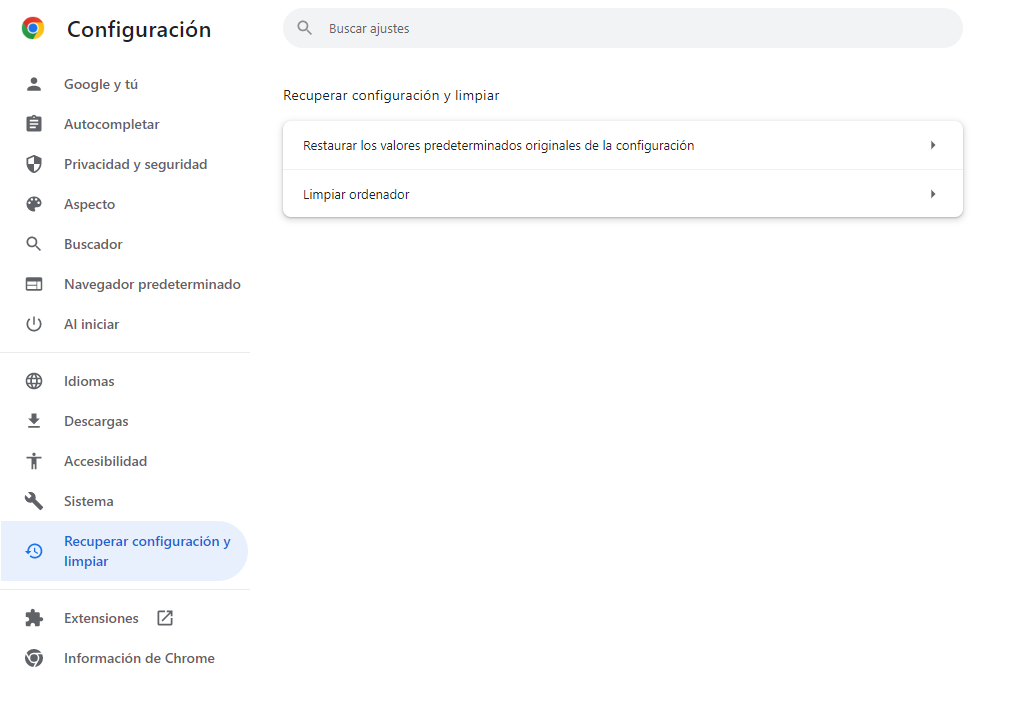 Configuración
Buscar ajustes
Google y tú
Autocompletar
Privacidad y seguridad
Aspecto
Buscador
Navegador predeterminado
Al iniciar
Idiomas
Descargas
Accesibilidad
Sistema
Recuperar configuración y
limpiar
Extensiones
Información de Chrome
Recuperar configuración y limpiar
Restaurar los valores predeterminados originales de la configuración
Limpiar ordenador